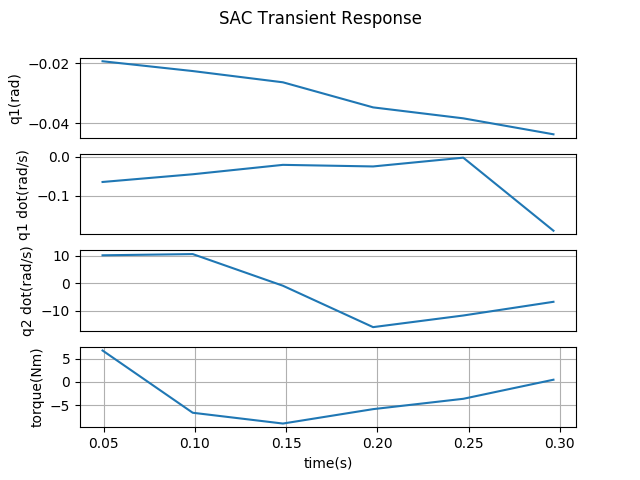 SAC Transient Response
q1(rad)
−0.02
−0.04
q1 dot(rad/s)
0.0
−0.1
q2 dot(rad/s)
10
0
−10
torque(Nm)
5
0
−5
0.05 0.10 0.15 0.20 0.25 0.30
time(s)